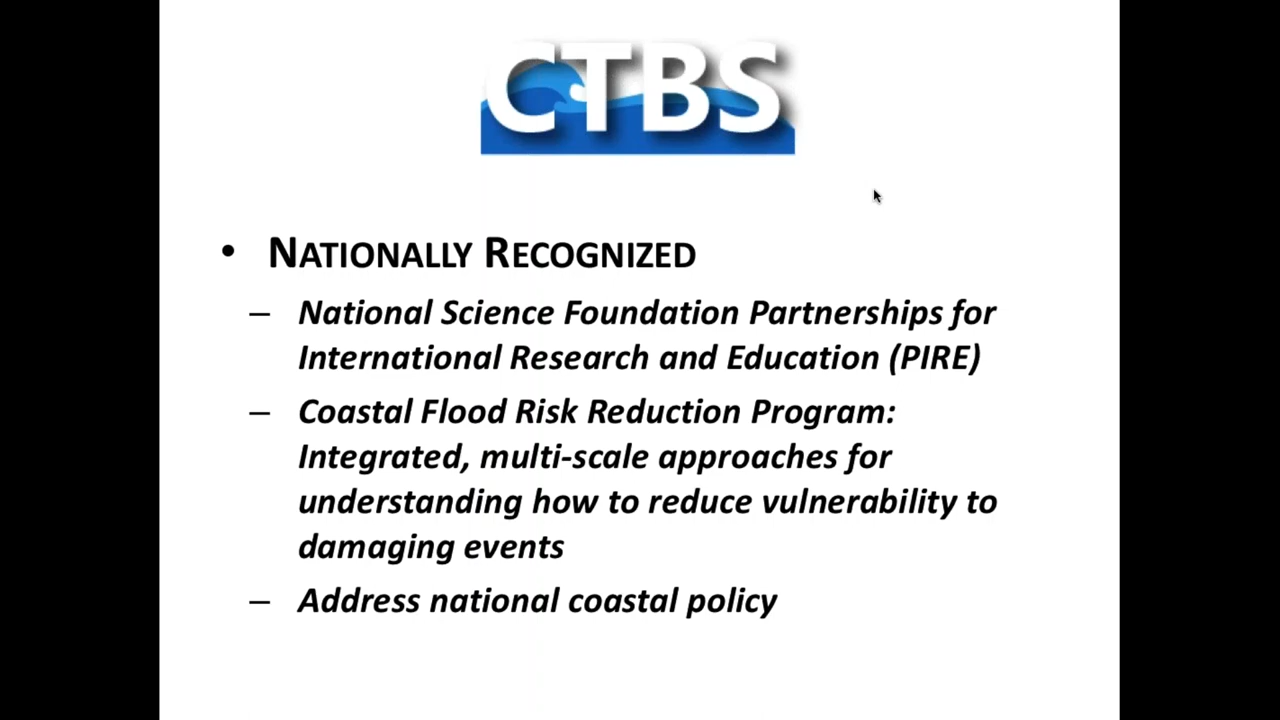 CTBS
• NATIONALLY RECOGNIZED
– National Science Foundation Partnerships for
International Research and Education (PIRE)
– Coastal Flood Risk Reduction Program:
Integrated, multi-scale approaches for
understanding how to reduce vulnerability to
damaging events
– Address national coastal policy